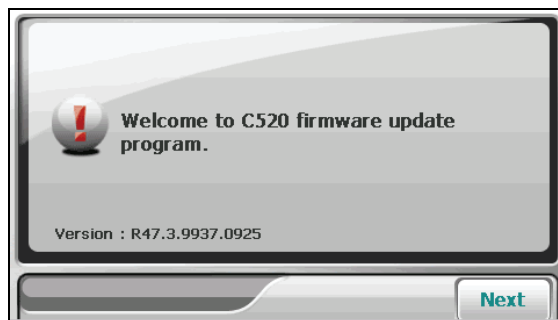 Welcome to C520 firmware update
program.
Version : R47.3.9937.0925
Next